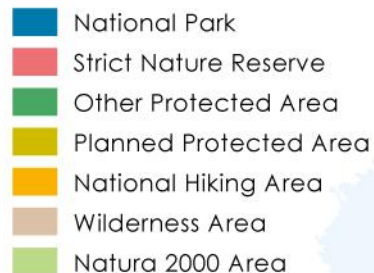 National Park
Strict Nature Reserve
Other Protected Area
Planned Protected Area
National Hiking Area
Wilderness Area
Natura 2000 Area